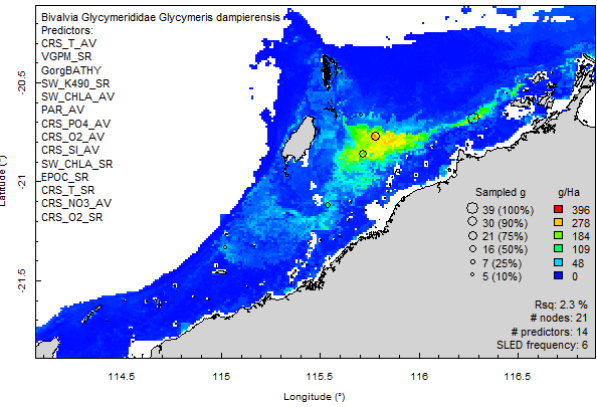 Bivalvia Glycymerididae Glycymeris dampierensis
Predictors:
CRS_T_AV
VGPM_SR
GorgBATHY
SW_K490_SR
SW_CHLA_AV
PAR_AV
CRS_PO4_AV
CRS_O2_AV
CRS_SI_AV
SW_CHLA_SR
EPOC_SR
CRS_T_SR
CRS_NO3_AV
CRS_O2_SR
Sampled g g/Ha
39 (100%) 396
30 (90%) 278
21 (75%) 184
16 (50%) 109
7 (25%) 48
5 (10%) 0
Rsq: 2.3 %
# nodes: 21
# predictors: 14
SLED frequency: 6
Latitude (°)
-20.5
-21
-21.5
114.5 115 115.5 116 116.5
Longitude (°)